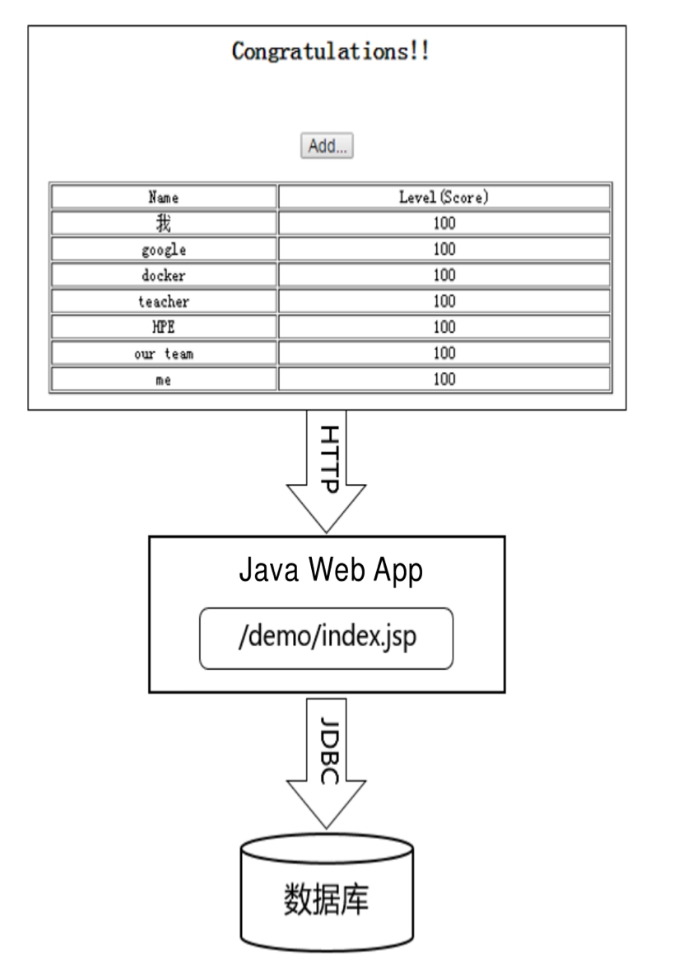 Congratulations!!
Add...
Name Level(Score)
我 100
google 100
docker 100
teacher 100
HPE 100
our team 100
me 100
HTTP
Java Web App
/demo/index.jsp
JDBC
数据库